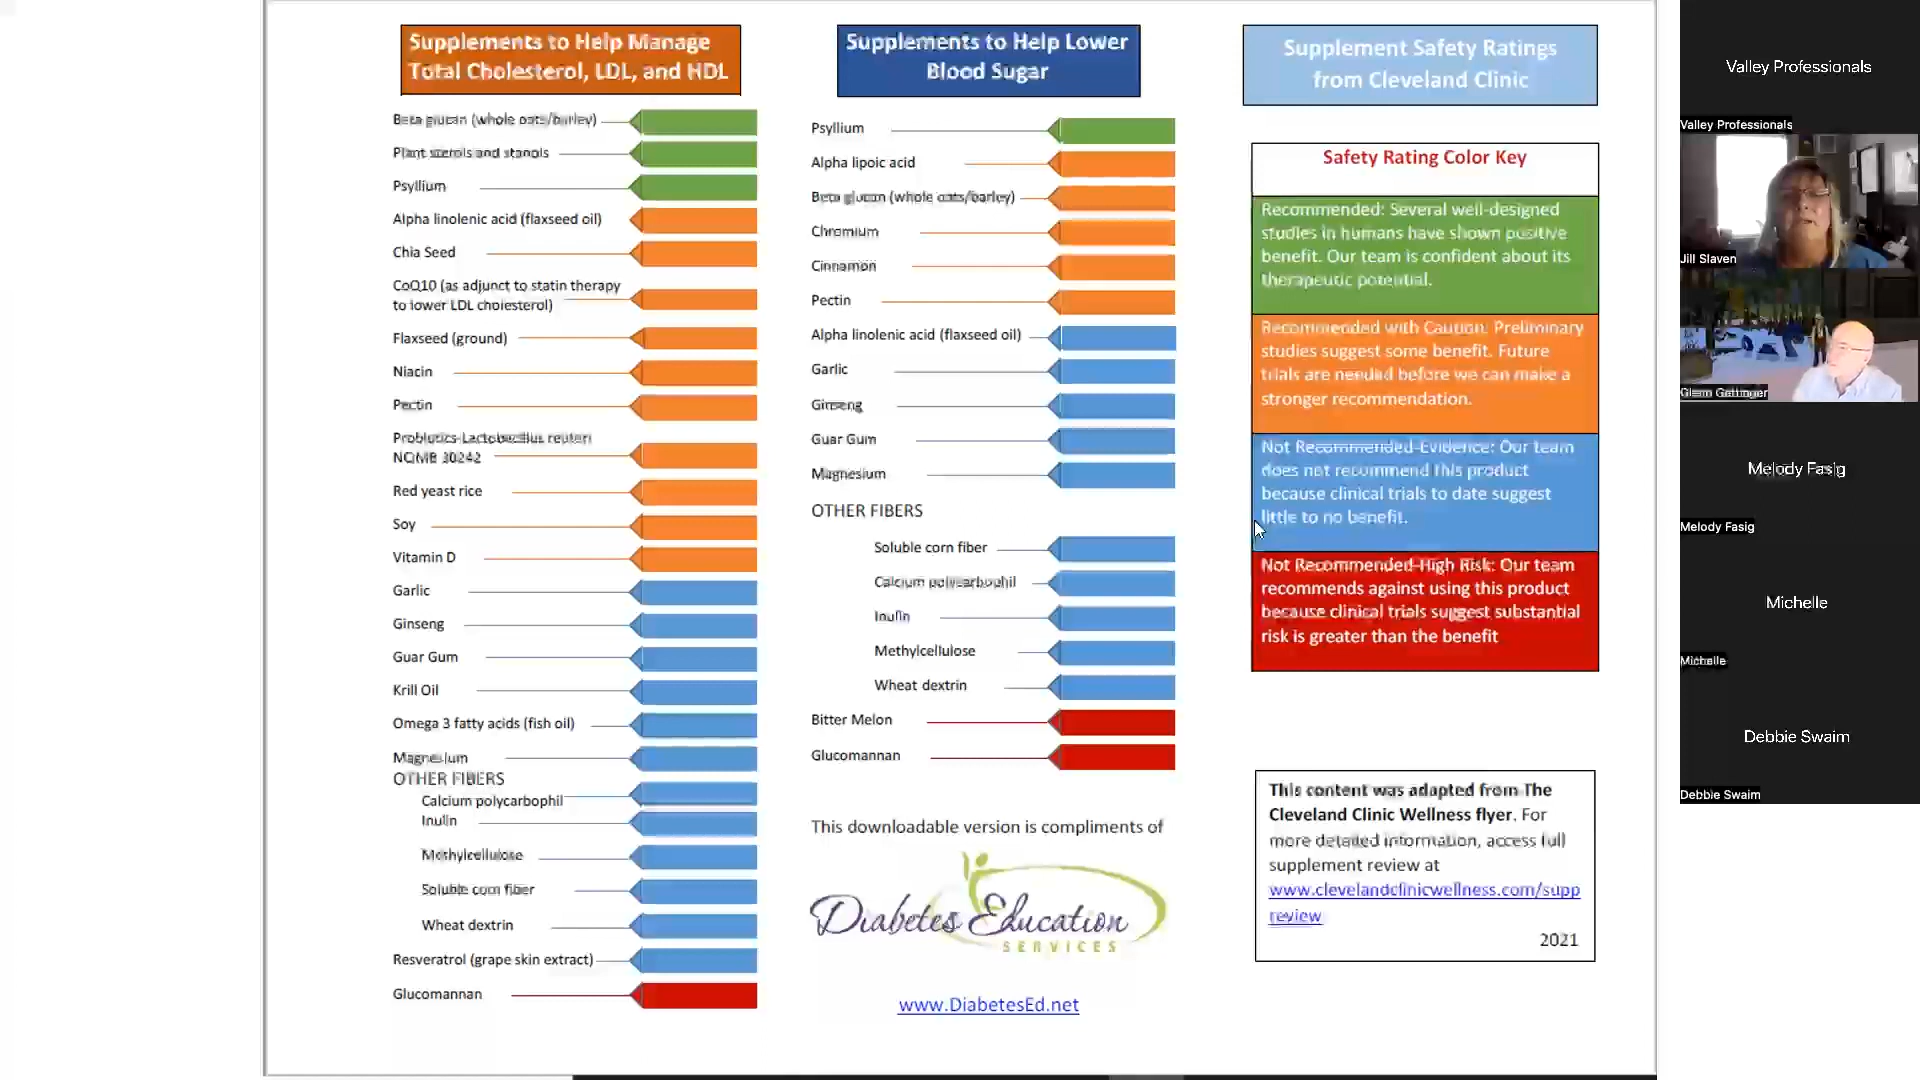 Supplements to Help Manage
Total Cholesterol, LDL, and HDL
Beta glucan (whole oats/barley)
Plant sterols and stanols
Psyllium
Alpha linolenic acid (flaxseed oil)
Chia Seed
CoQ10 (as adjunct to statin therapy
to lower LDL cholesterol)
Flaxseed (ground)
Niacin
Pectin
Probiotics-Lactobacillus reuteri
NCIMB 30242
Red yeast rice
Soy
Vitamin D
Garlic
Ginseng
Guar Gum
Krill Oil
Omega 3 fatty acids (fish oil)
Magnesium
OTHER FIBERS
Calcium polycarbophil
Inulin
Methylcellulose
Soluble corn fiber
Wheat dextrin
Resveratrol (grape skin extract)
Glucomannan
Supplements to Help Lower
Blood Sugar
Psyllium
Alpha lipoic acid
Beta glucan (whole oats/barley)
Chromium
Cinnamon
Pectin
Alpha linolenic acid (flaxseed oil)
Garlic
Ginseng
Guar Gum
Magnesium
OTHER FIBERS
Soluble corn fiber
Calcium polycarbophil
Inulin
Methylcellulose
Wheat dextrin
Bitter Melon
Glucomannan
This downloadable version is compliments of
Diabetes Education
SERVICES
www.DiabetesEd.net
Supplement Safety Ratings
from Cleveland Clinic
Safety Rating Color Key
Recommended: Several well-designed
studies in humans have shown positive
benefit. Our team is confident about its
therapeutic potential.
Recommended with Caution: Preliminary
studies suggest some benefit. Future
trials are needed before we can make a
stronger recommendation.
Not Recommended-Evidence: Our team
does not recommend this product
because clinical trials to date suggest
little to no benefit.
Not Recommended-High Risk: Our team
recommends against using this product
because clinical trials suggest substantial
risk is greater than the benefit
This content was adapted from The
Cleveland Clinic Wellness flyer. For
more detailed information, access full
supplement review at
www.clevelandclinicwellness.com/supp
review
2021
Valley Professionals
Valley Professionals
Jill Slaven
Glenn Gettinger
Melody Fasig
Melody Fasig
Michelle
Michelle
Debbie Swaim
Debbie Swaim